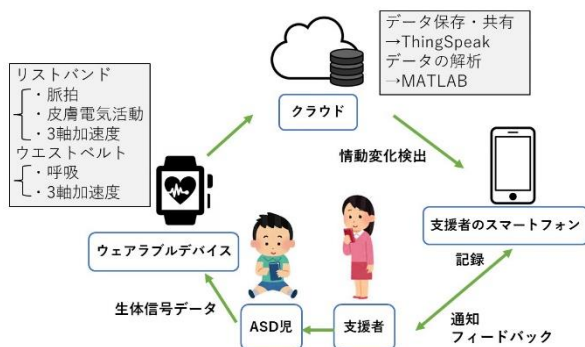 データ保存・共有
→ThingSpeak
データの解析
→MATLAB
クラウド
リストバンド
・脈拍
・皮膚電気活動
・3軸加速度
ウエストベルト
・呼吸
・3軸加速度
情動変化検出
ウェアラブルデバイス
支援者のスマートフォン
生体信号データ
記録
ASD児
支援者
通知
フィードバック